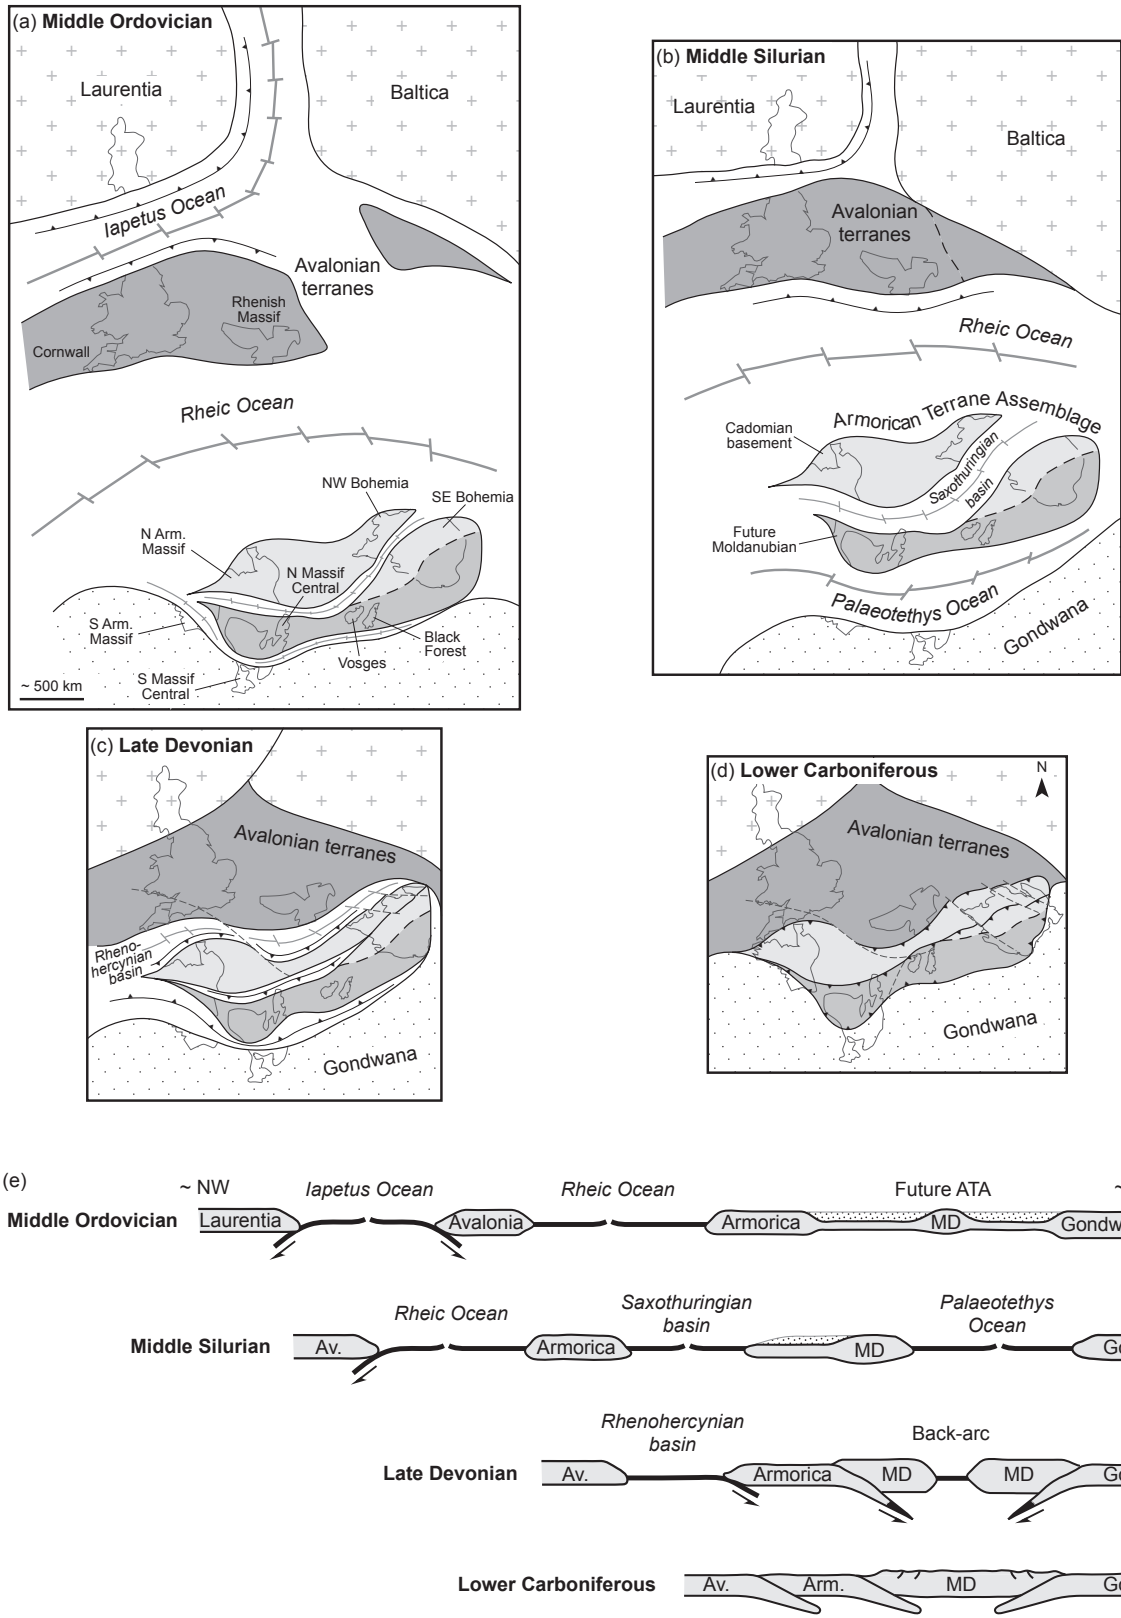 (a) Middle Ordovician
Laurentia
Baltica
Iapetus Ocean
Avalonian
terranes
Rhenish
Massif
Cornwall
Rheic Ocean
NW Bohemia
SE Bohemia
N Arm.
Massif
N Massif
Central
S Arm.
Massif
Black
Forest
Vosges
S Massif
Central
~ 500 km
(b) Middle Silurian
Laurentia
Baltica
Avalonian
terranes
Rheic Ocean
Armorican Terrane Assemblage
Cadomian
basement
Saxothuringian
basin
Future
Moldanubian
Palaeotethys Ocean
Gondwana
(c) Late Devonian
Avalonian terranes
Rheno-
hercynian
basin
Gondwana
(d) Lower Carboniferous
N
Avalonian terranes
Gondwana
(e)
~ NW
Iapetus Ocean
Rheic Ocean
Future ATA
~
Middle Ordovician
Laurentia
Avalonia
Armorica
MD
Gondw
Rheic Ocean
Saxothuringian
basin
Palaeotethys
Ocean
Middle Silurian
Av.
Armorica
MD
Go
Rhenohercynian
basin
Back-arc
Late Devonian
Av.
Armorica
MD
MD
Go
Lower Carboniferous
Av.
Arm.
MD
Go